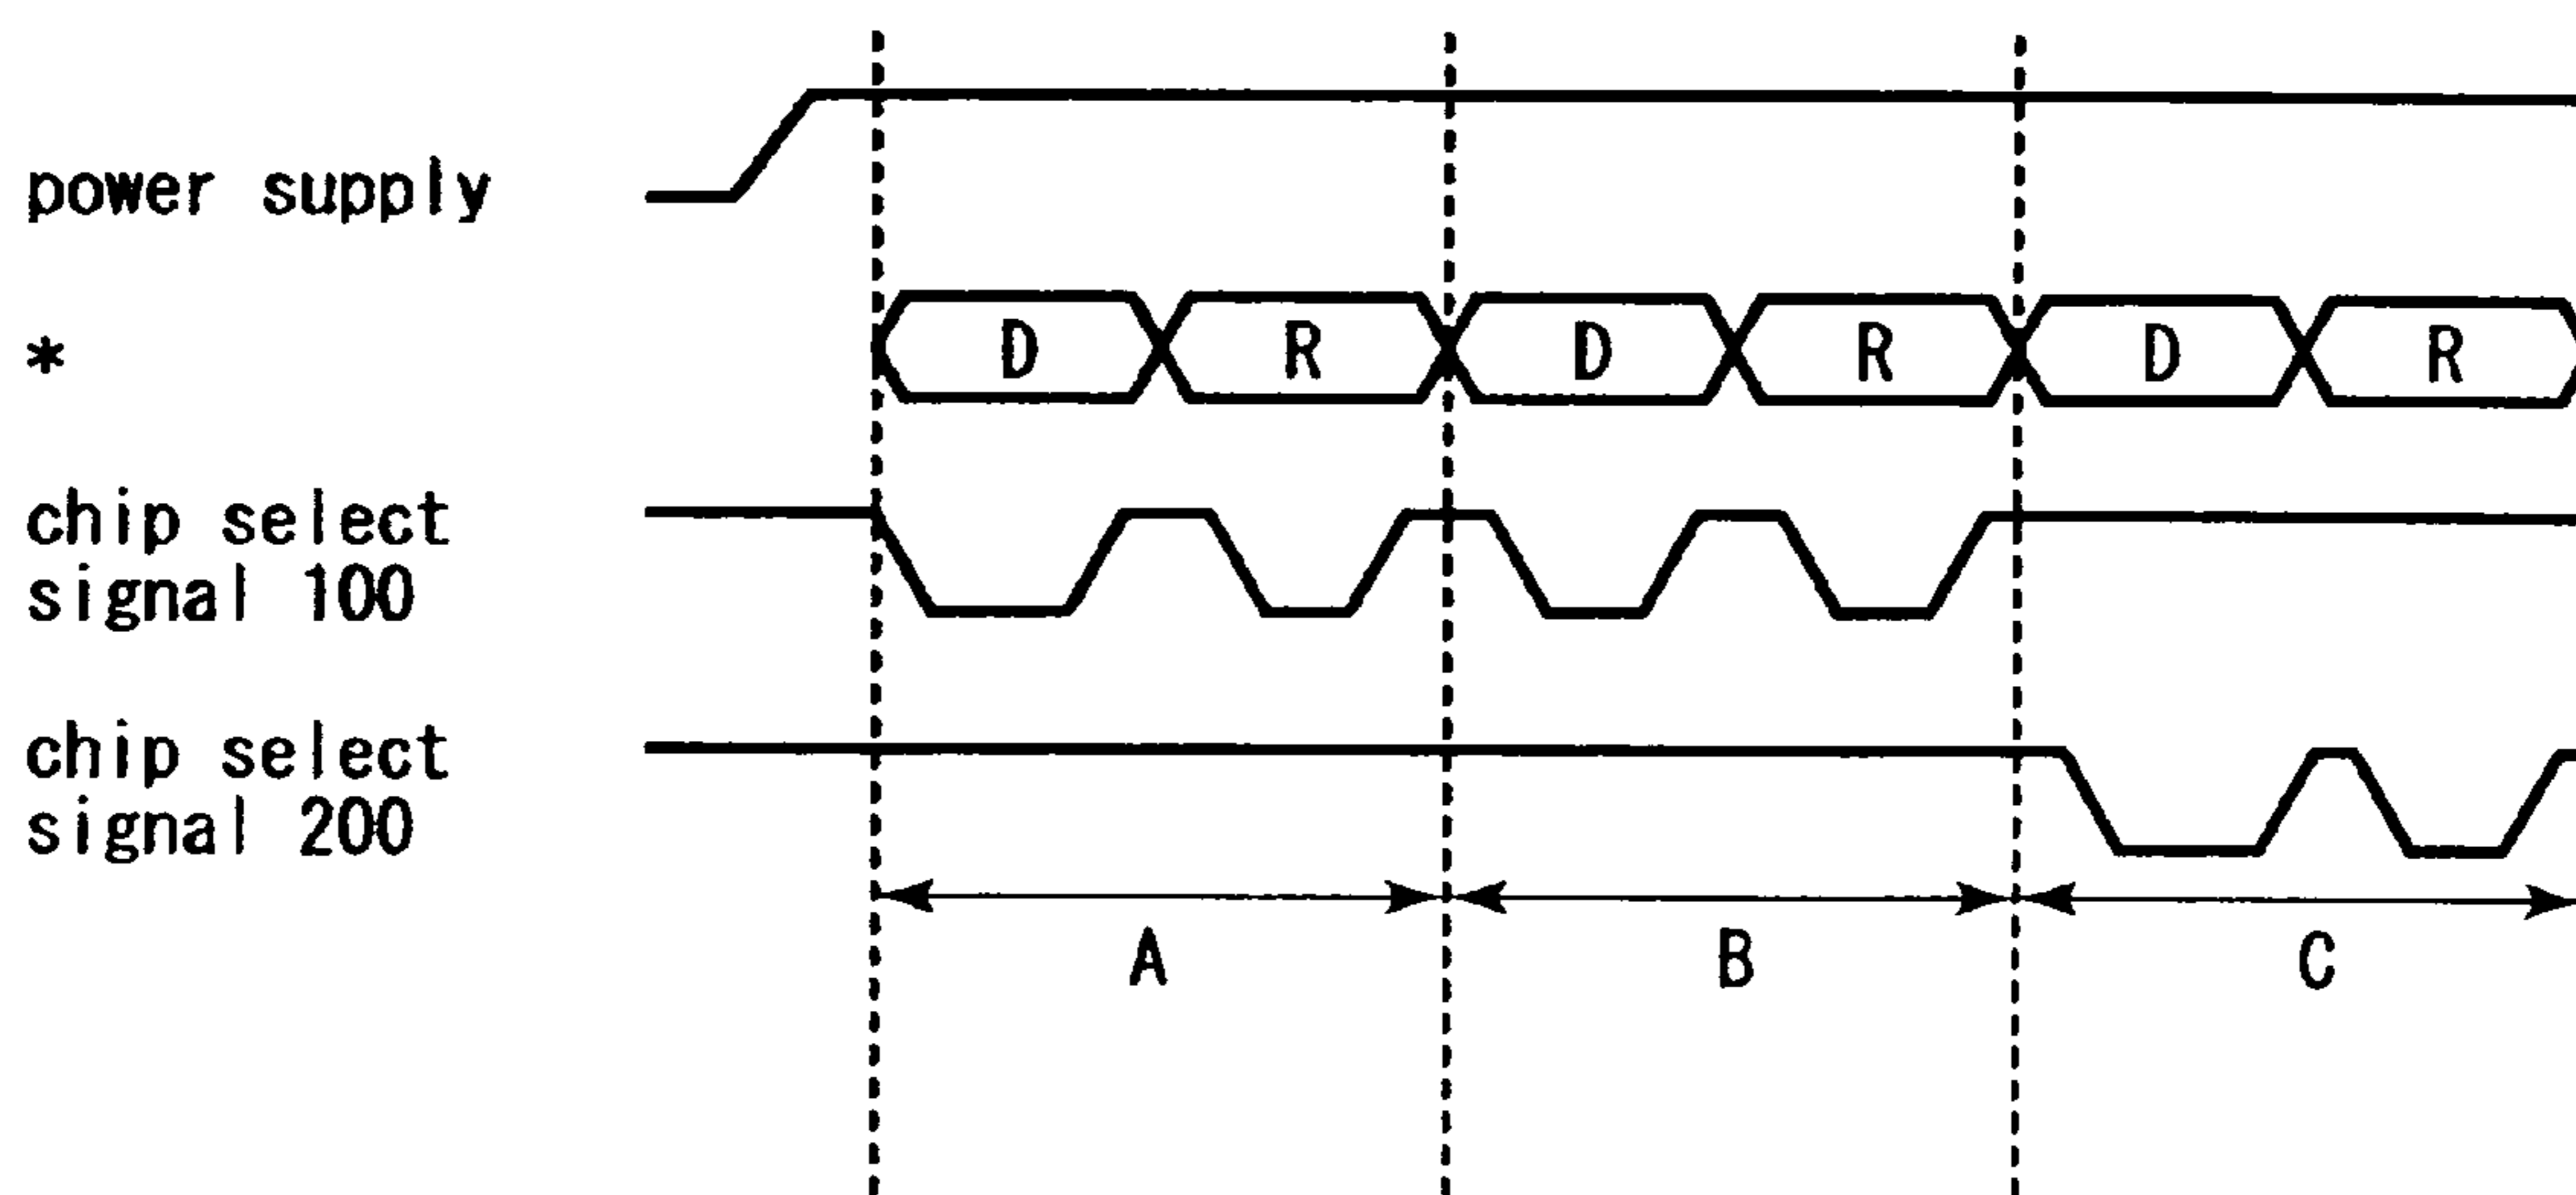 power supply
*
D R D R D R
chip select
signal 100
chip select
signal 200
A B C